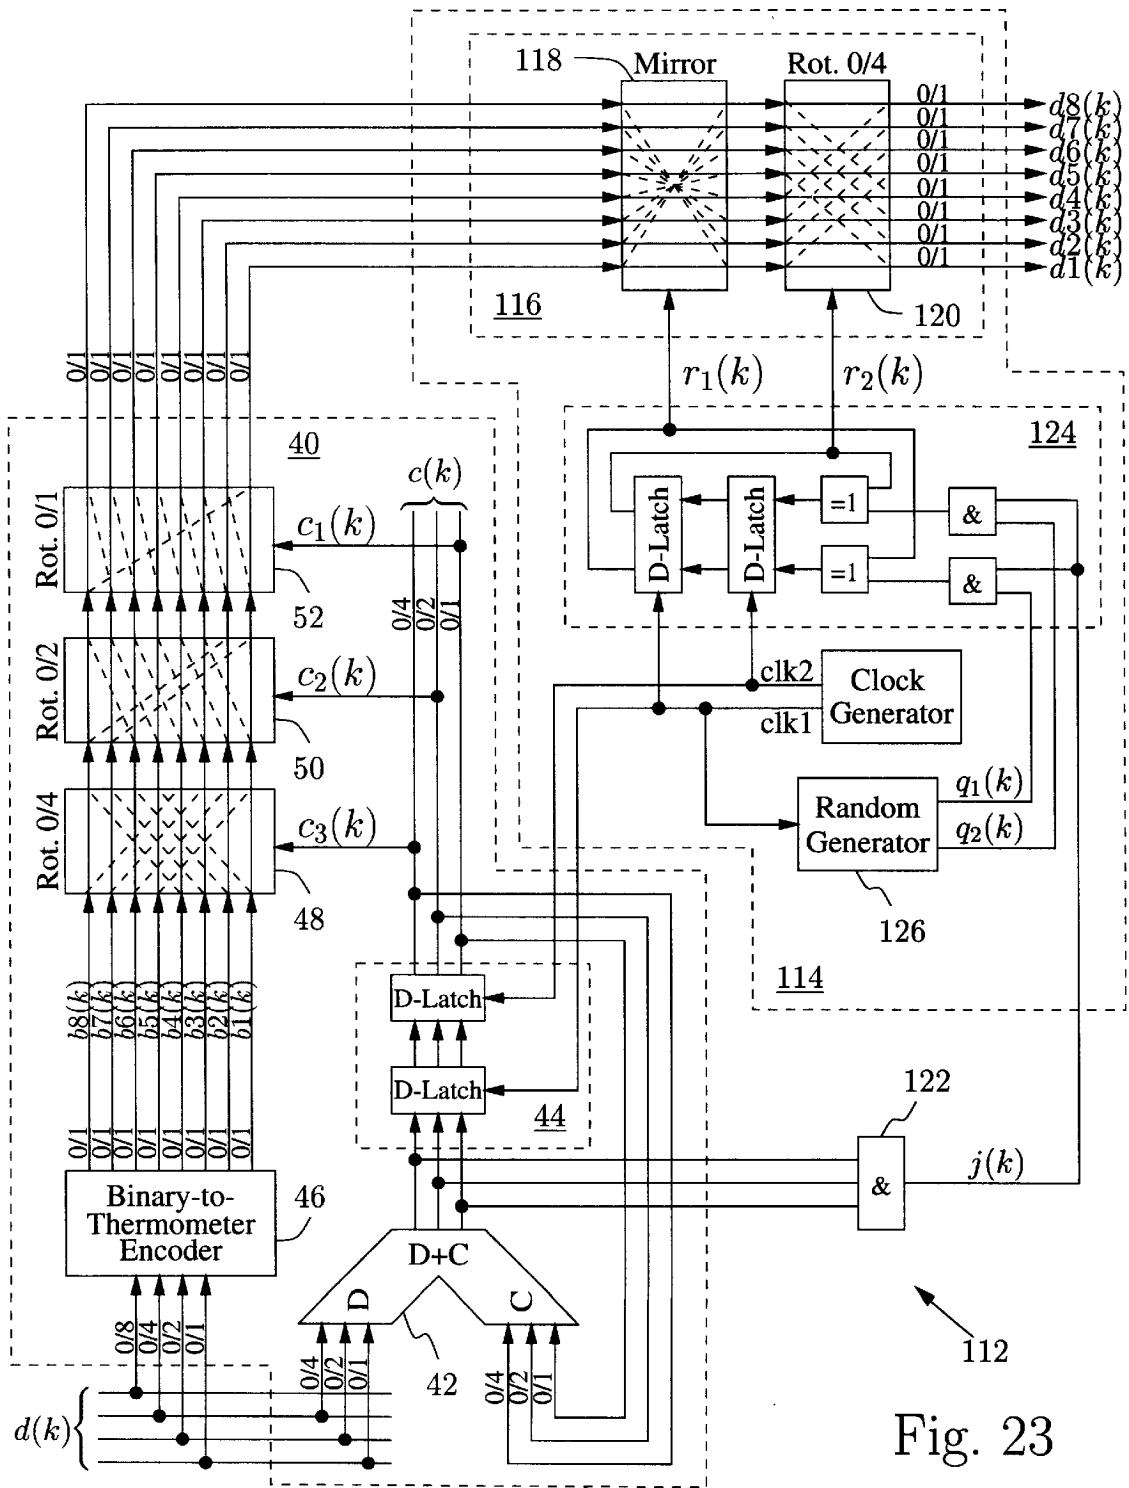 118
Mirror
Rot. 0/4
0/1
0/1
0/1
0/1
0/1
0/1
0/1
0/1
d8(k)
d7(k)
d6(k)
d5(k)
d4(k)
d3(k)
d2(k)
d1(k)
116
120
0/1
0/1
0/1
0/1
0/1
0/1
0/1
0/1
r₁(k)
r₂(k)
40
124
c(k)
Rot. 0/1
c₁(k)
52
0/4
0/2
0/1
D-Latch
D-Latch
=1
=1
&
&
Rot. 0/2
c₂(k)
50
clk2
clk1
Clock
Generator
Rot. 0/4
c₃(k)
48
Random
Generator
q₁(k)
q₂(k)
126
114
b8(k)
b7(k)
b6(k)
b5(k)
b4(k)
b3(k)
b2(k)
b1(k)
D-Latch
D-Latch
44
122
0/1
0/1
0/1
0/1
0/1
0/1
0/1
0/1
&
j(k)
Binary-to-
Thermometer
Encoder
46
D+C
D
C
42
112
0/8
0/4
0/2
0/1
0/4
0/2
0/1
0/4
0/2
0/1
d(k)
Fig. 23